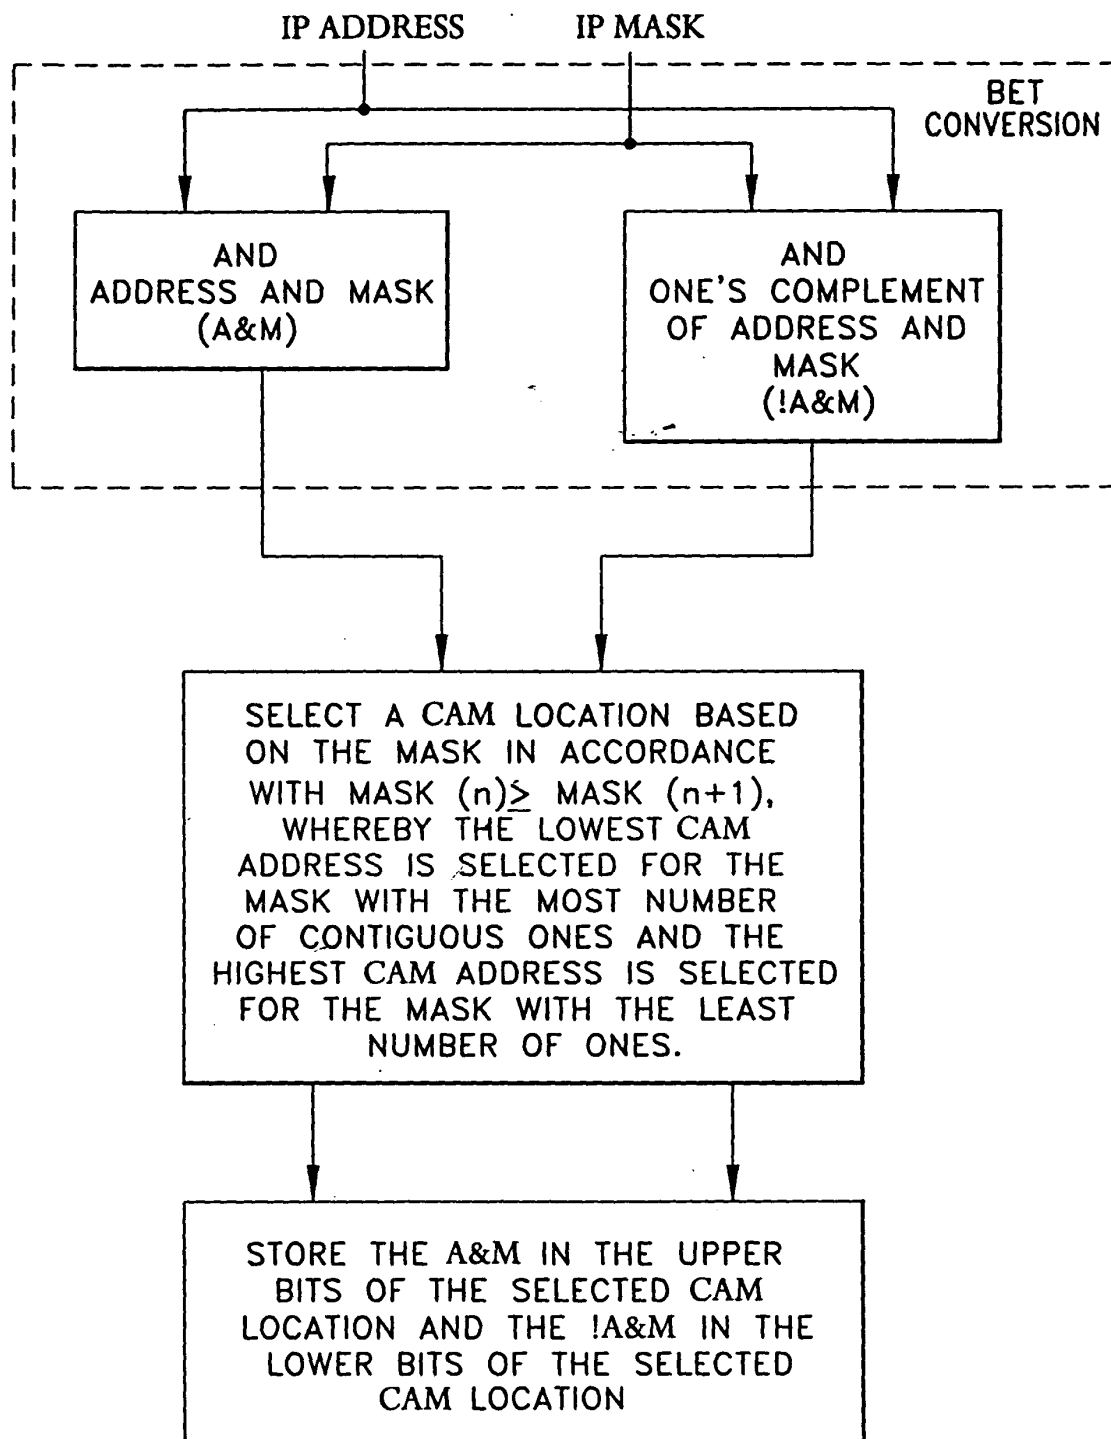 IP ADDRESS
IP MASK
BET
CONVERSION
AND
ADDRESS AND MASK
(A&M)
AND
ONE'S COMPLEMENT
OF ADDRESS AND
MASK
(!A&M)
SELECT A CAM LOCATION BASED
ON THE MASK IN ACCORDANCE
WITH MASK (n)≥ MASK (n+1),
WHEREBY THE LOWEST CAM
ADDRESS IS SELECTED FOR THE
MASK WITH THE MOST NUMBER
OF CONTIGUOUS ONES AND THE
HIGHEST CAM ADDRESS IS SELECTED
FOR THE MASK WITH THE LEAST
NUMBER OF ONES.
STORE THE A&M IN THE UPPER
BITS OF THE SELECTED CAM
LOCATION AND THE !A&M IN THE
LOWER BITS OF THE SELECTED
CAM LOCATION